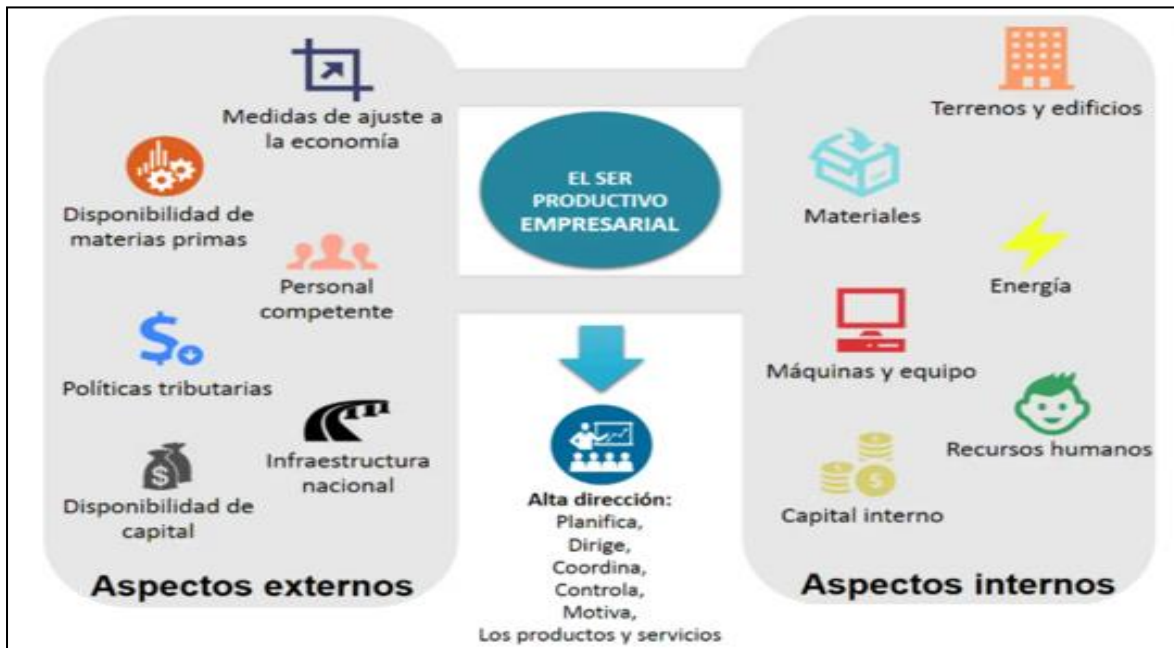 Medidas de ajuste a
la economía
Disponibilidad de
materias primas
Personal
competente
Políticas tributarias
Infraestructura
nacional
Disponibilidad de
capital
Aspectos externos
EL SER
PRODUCTIVO
EMPRESARIAL
Alta dirección:
Planifica,
Dirige,
Coordina,
Controla,
Motiva,
Los productos y servicios
Terrenos y edificios
Materiales
Energía
Máquinas y equipo
Recursos humanos
Capital interno
Aspectos internos